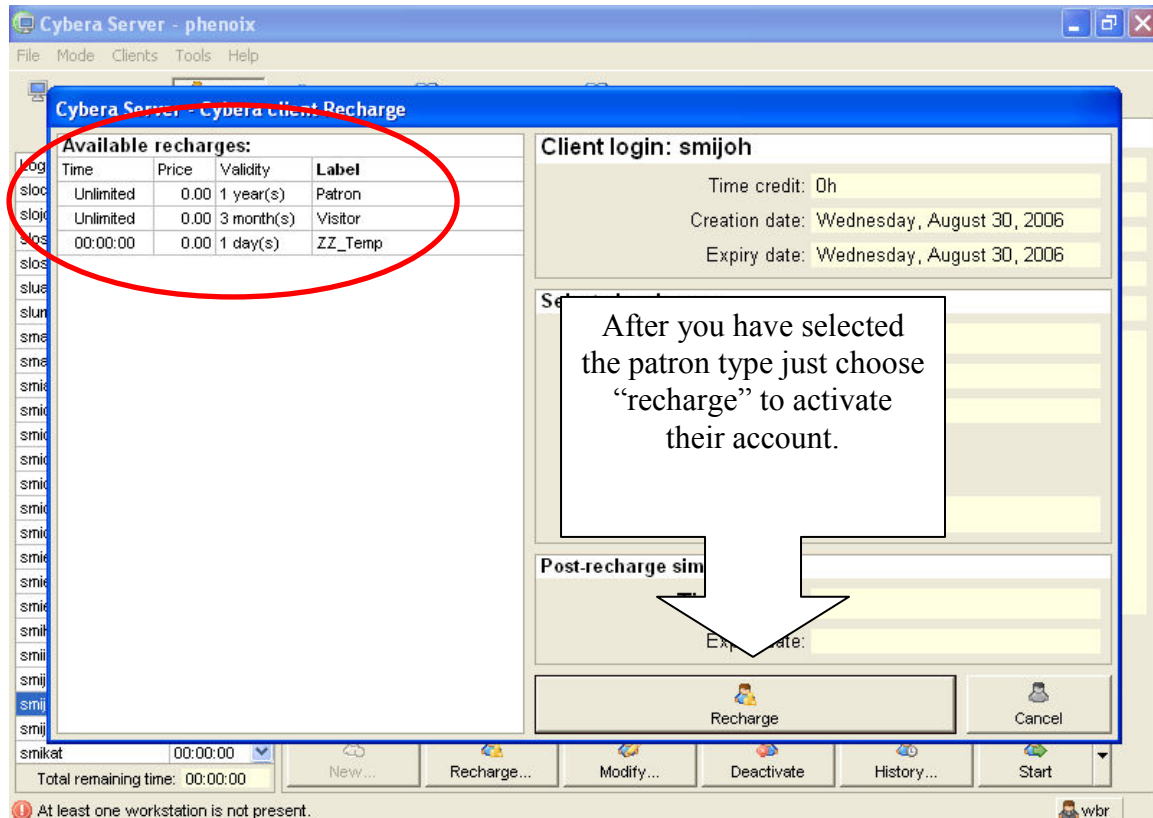 Cybera Server - phenoix
File Mode Clients Tools Help
Cybera Server - Cybera client Recharge
Available recharges:
Time Price Validity Label
Unlimited 0.00 1 year(s) Patron
Unlimited 0.00 3 month(s) Visitor
00:00:00 0.00 1 day(s) ZZ_Temp
Client login: smijoh
Time credit: 0h
Creation date: Wednesday, August 30, 2006
Expiry date: Wednesday, August 30, 2006
After you have selected
the patron type just choose
“recharge” to activate
their account.
Post-recharge sim
Recharge
Cancel
smikat 00:00:00
Total remaining time: 00:00:00
New... Recharge... Modify... Deactivate History... Start
At least one workstation is not present.
wbr